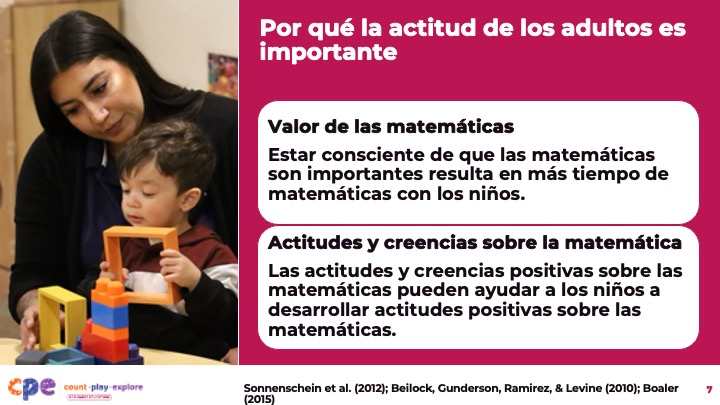 Por qué la actitud de los adultos es
importante
Valor de las matemáticas
Estar consciente de que las matemáticas
son importantes resulta en más tiempo de
matemáticas con los niños.
Actitudes y creencias sobre la matemática
Las actitudes y creencias positivas sobre las
matemáticas pueden ayudar a los niños a
desarrollar actitudes positivas sobre las
matemáticas.
cpe count·play·explore
Sonnenschein et al. (2012); Beilock, Gunderson, Ramirez, & Levine (2010); Boaler
(2015)
7